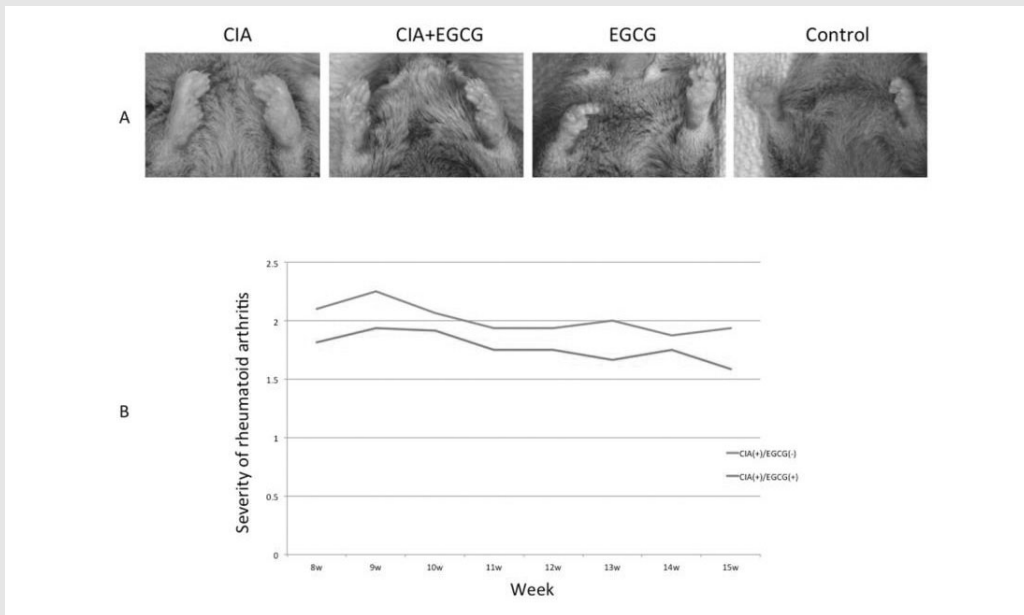 CIA CIA+EGCG EGCG Control
A
B
Severity of rheumatoid arthritis
2.5
2
1.5
1
0.5
0
8w 9w 10w 11w 12w 13w 14w 15w
Week
CIA(+)/EGCG(-)
CIA(+)/EGCG(+)